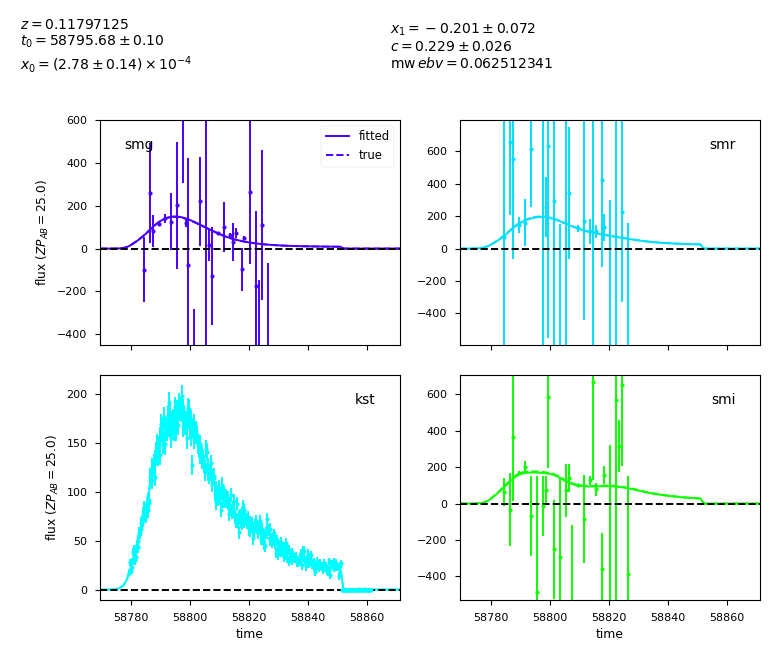 z = 0.11797125
t₀ = 58795.68 ± 0.10
x₀ = (2.78 ± 0.14) × 10⁻⁴
x₁ = −0.201 ± 0.072
c = 0.229 ± 0.026
mw ebv = 0.062512341
smg
fitted
true
600
400
200
0
−200
−400
flux (ZP_AB = 25.0)
smr
600
400
200
0
−200
−400
kst
200
150
100
50
0
flux (ZP_AB = 25.0)
58780 58800 58820 58840 58860
time
smi
600
400
200
0
−200
−400
58780 58800 58820 58840 58860
time